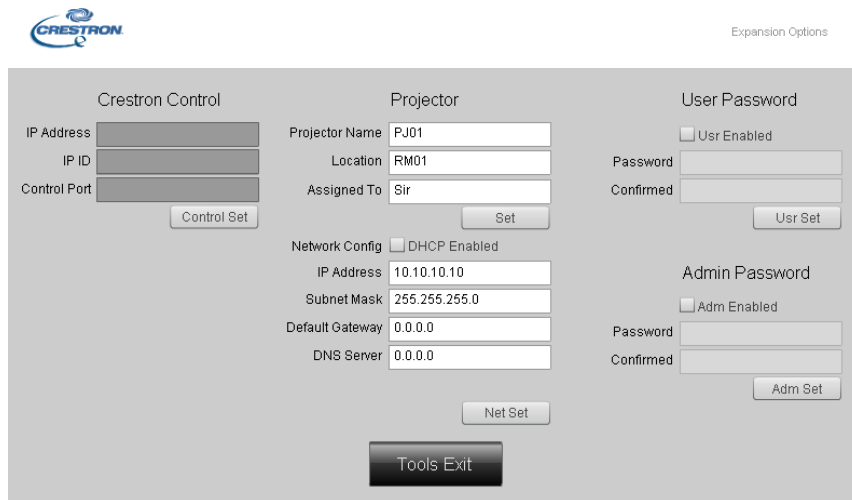 CRESTRON
Expansion Options
Crestron Control
IP Address
IP ID
Control Port
Control Set
Projector
Projector Name PJ01
Location RM01
Assigned To Sir
Set
Network Config DHCP Enabled
IP Address 10.10.10.10
Subnet Mask 255.255.255.0
Default Gateway 0.0.0.0
DNS Server 0.0.0.0
Net Set
User Password
Usr Enabled
Password
Confirmed
Usr Set
Admin Password
Adm Enabled
Password
Confirmed
Adm Set
Tools Exit